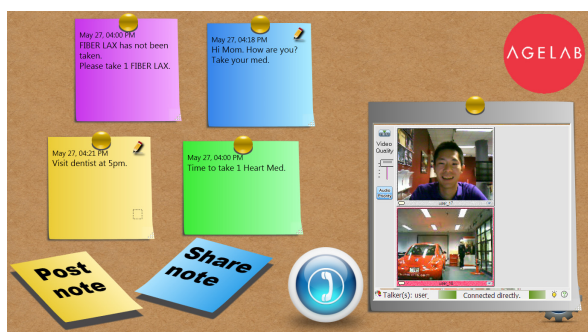 May 27, 04:00 PM
FIBER LAX has not been
taken.
Please take 1 FIBER LAX.
May 27, 04:18 PM
Hi Mom. How are you?
Take your med.
AGELAB
May 27, 04:21 PM
Visit dentist at 5pm.
May 27, 04:00 PM
Time to take 1 Heart Med.
Video
Quality
Audio
Post
note
Share
note
Talker(s): user_
Connected directly.